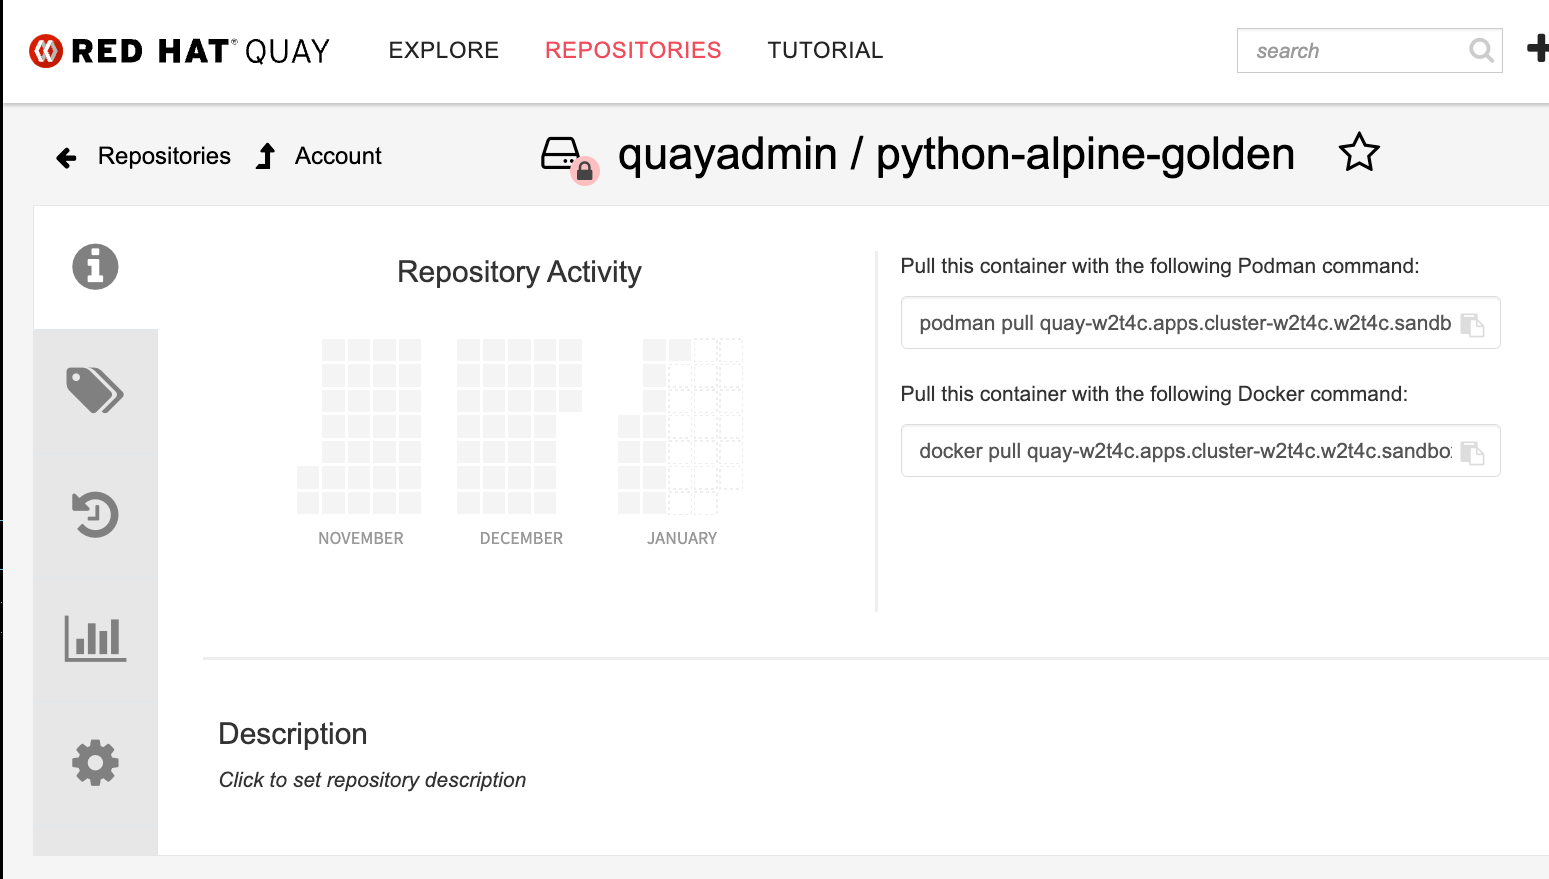 RED HAT® QUAY EXPLORE REPOSITORIES TUTORIAL search
Repositories Account quayadmin / python-alpine-golden
Repository Activity
NOVEMBER DECEMBER JANUARY
Pull this container with the following Podman command:
podman pull quay-w2t4c.apps.cluster-w2t4c.w2t4c.sandb
Pull this container with the following Docker command:
docker pull quay-w2t4c.apps.cluster-w2t4c.w2t4c.sandbo
Description
Click to set repository description